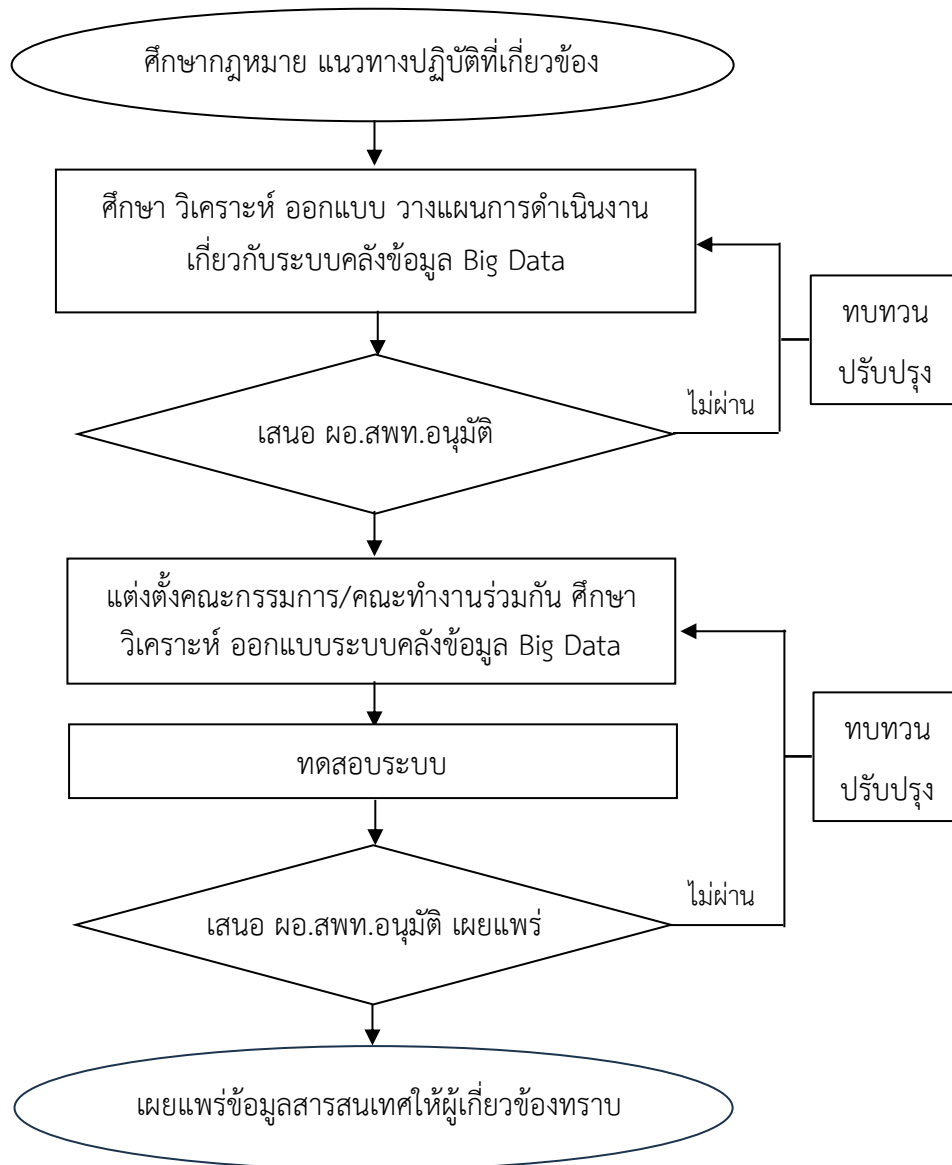 ศึกษากฎหมาย แนวทางปฏิบัติที่เกี่ยวข้อง
ศึกษา วิเคราะห์ ออกแบบ วางแผนการดำเนินงาน
เกี่ยวกับระบบคลังข้อมูล Big Data
ทบทวน
ปรับปรุง
ไม่ผ่าน
เสนอ ผอ.สพท.อนุมัติ
แต่งตั้งคณะกรรมการ/คณะทำงานร่วมกัน ศึกษา
วิเคราะห์ ออกแบบระบบคลังข้อมูล Big Data
ทบทวน
ปรับปรุง
ทดสอบระบบ
ไม่ผ่าน
เสนอ ผอ.สพท.อนุมัติ เผยแพร่
เผยแพร่ข้อมูลสารสนเทศให้ผู้เกี่ยวข้องทราบ